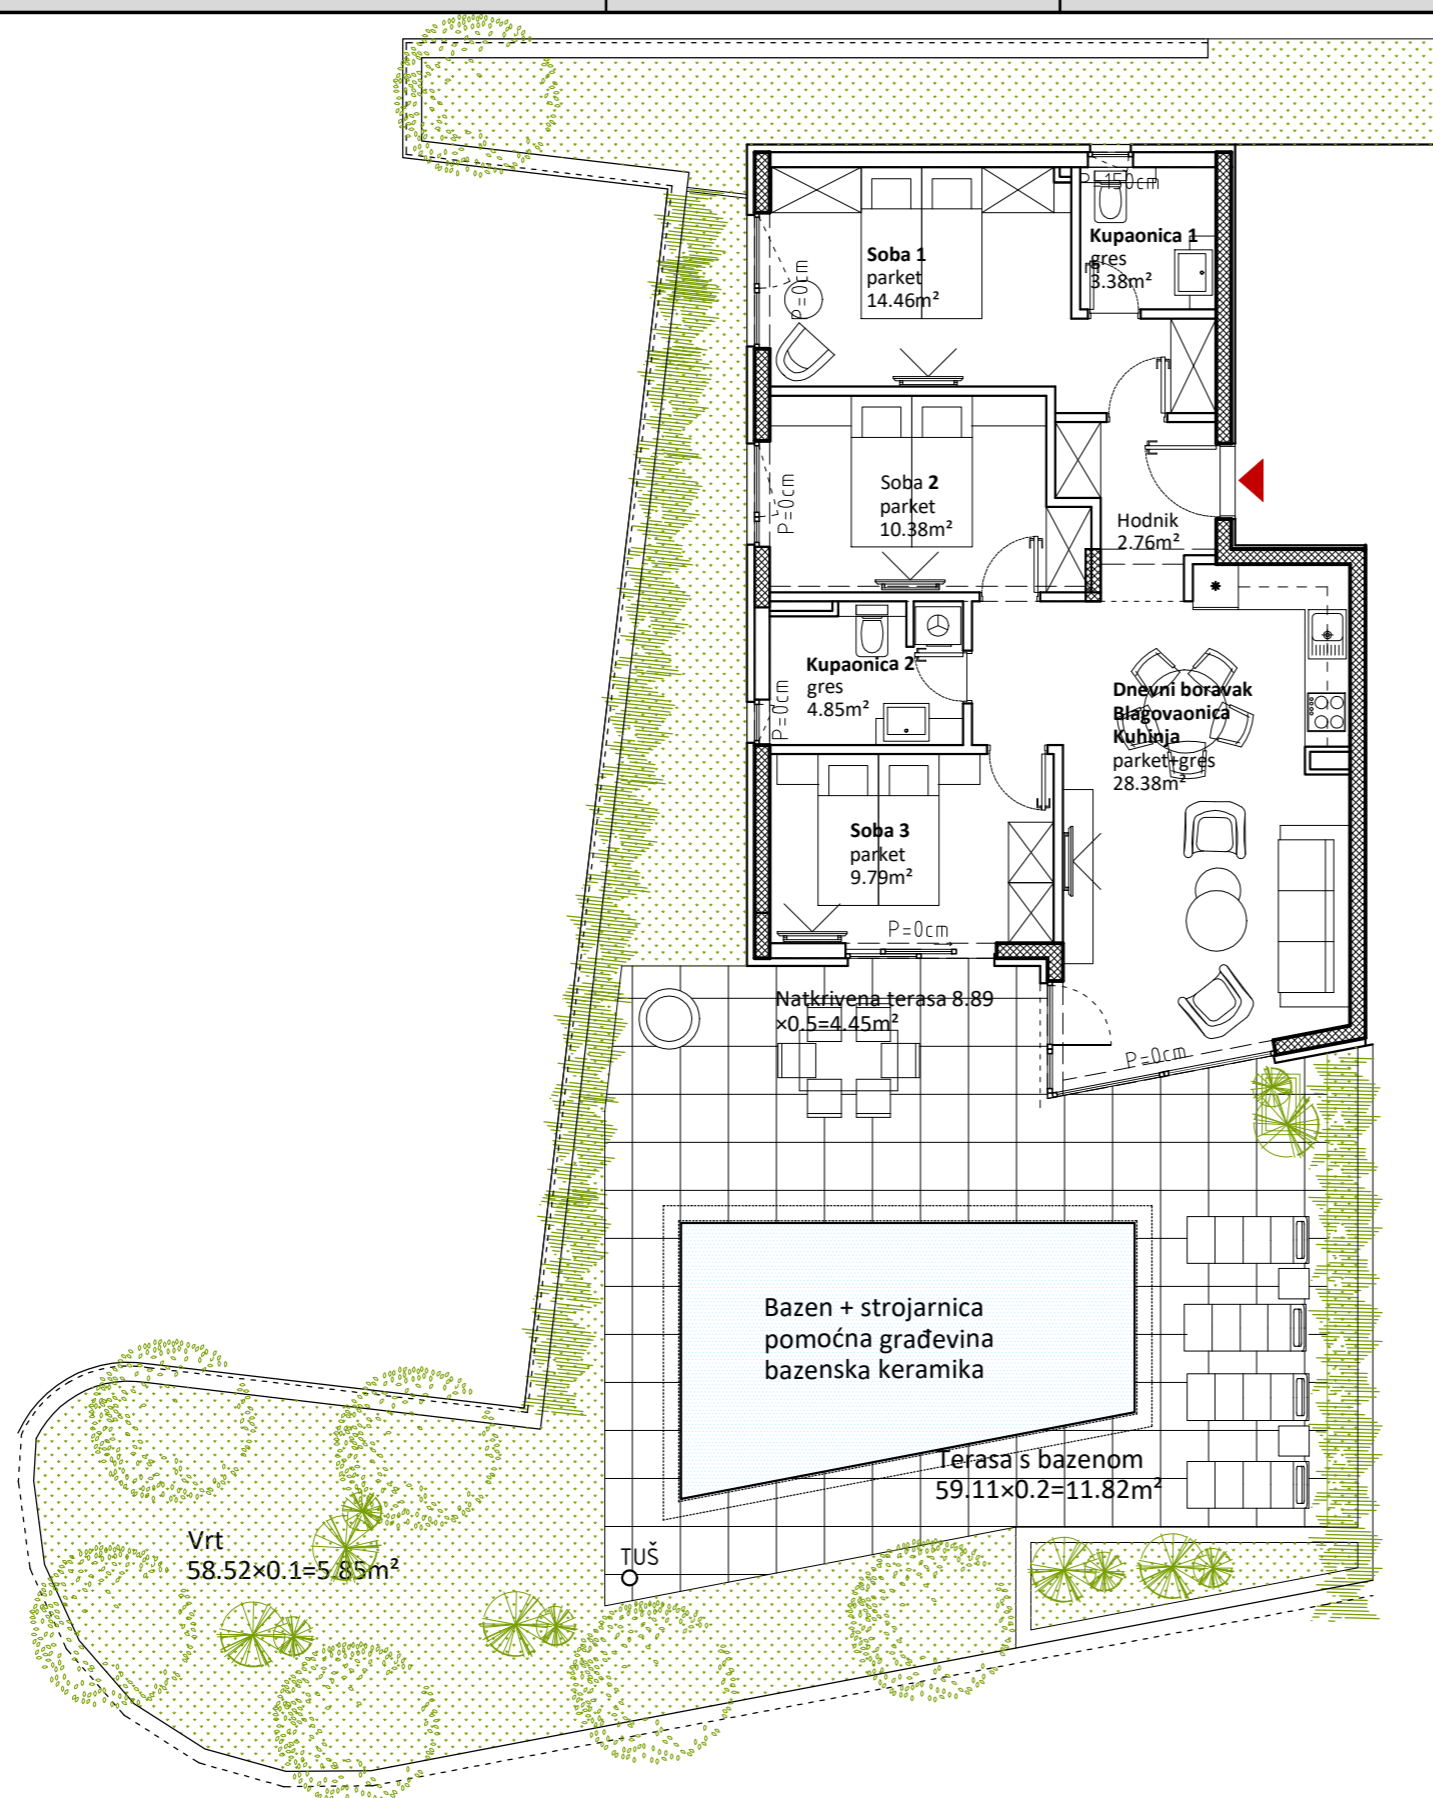 P=150cm
Kupaonica 1
gres
3.38m²
Soba 1
parket
14.46m²
P=0cm
Soba 2
parket
10.38m²
P=0cm
Hodnik
2.76m²
Kupaonica 2
gres
4.85m²
P=0cm
Dnevni boravak
Blagovaonica
Kuhinja
parket+gres
28.38m²
Soba 3
parket
9.79m²
P=0cm
Natkrivena terasa 8.89
×0.5=4.45m²
P=0cm
Bazen + strojarnica
pomoćna građevina
bazenska keramika
Terasa s bazenom
59.11×0.2=11.82m²
Vrt
58.52×0.1=5.85m²
TUŠ